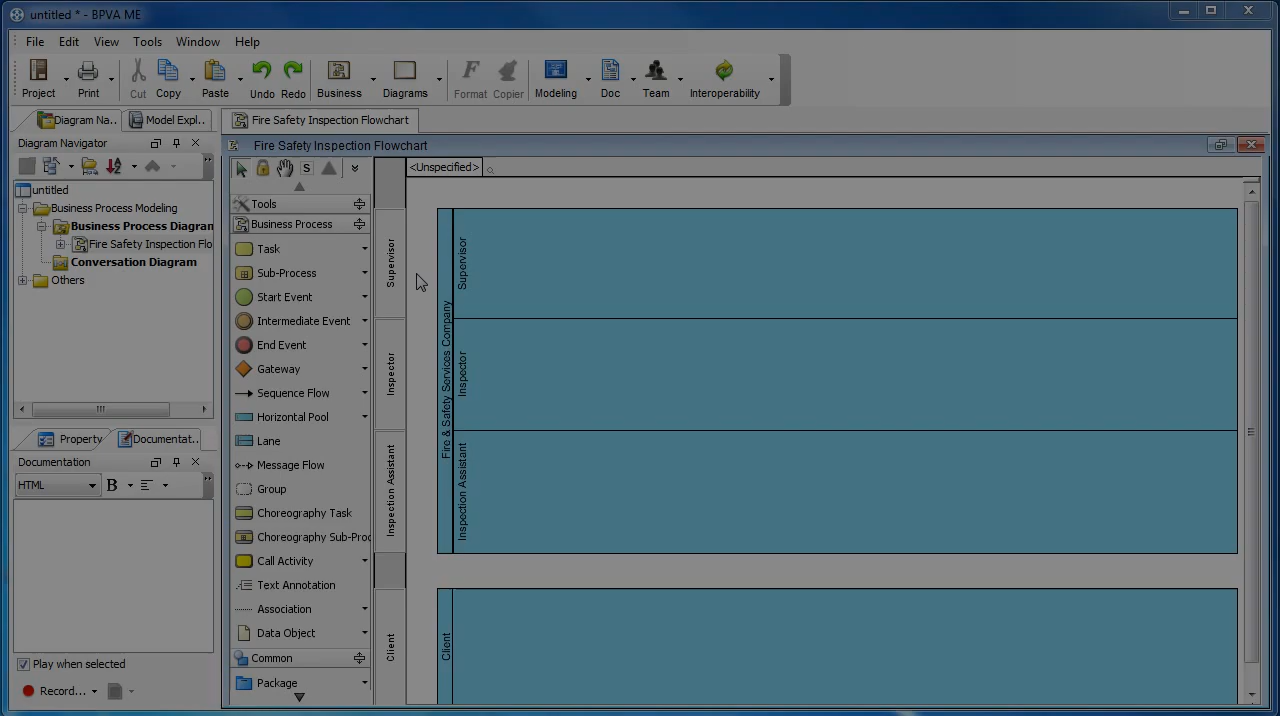 untitled * - BPVA ME
File Edit View Tools Window Help
Project Print Cut Copy Paste Undo Redo Business Diagrams Format Copier Modeling Doc Team Interoperability
Diagram Na.. Model Expl.. Fire Safety Inspection Flowchart
Diagram Navigator
Fire Safety Inspection Flowchart
S <Unspecified>
untitled
Business Process Modeling
Business Process Diagran
Fire Safety Inspection Flo
Conversation Diagram
Others
Property Documentat..
Documentation
HTML B
Play when selected
Record...
Tools
Business Process
Task
Sub-Process
Start Event
Intermediate Event
End Event
Gateway
Sequence Flow
Horizontal Pool
Lane
Message Flow
Group
Choreography Task
Choreography Sub-Proc
Call Activity
Text Annotation
Association
Data Object
Common
Package
Supervisor
Inspector
Inspection Assistant
Client
Fire & Safety Services Company
Supervisor
Inspector
Inspection Assistant
Client